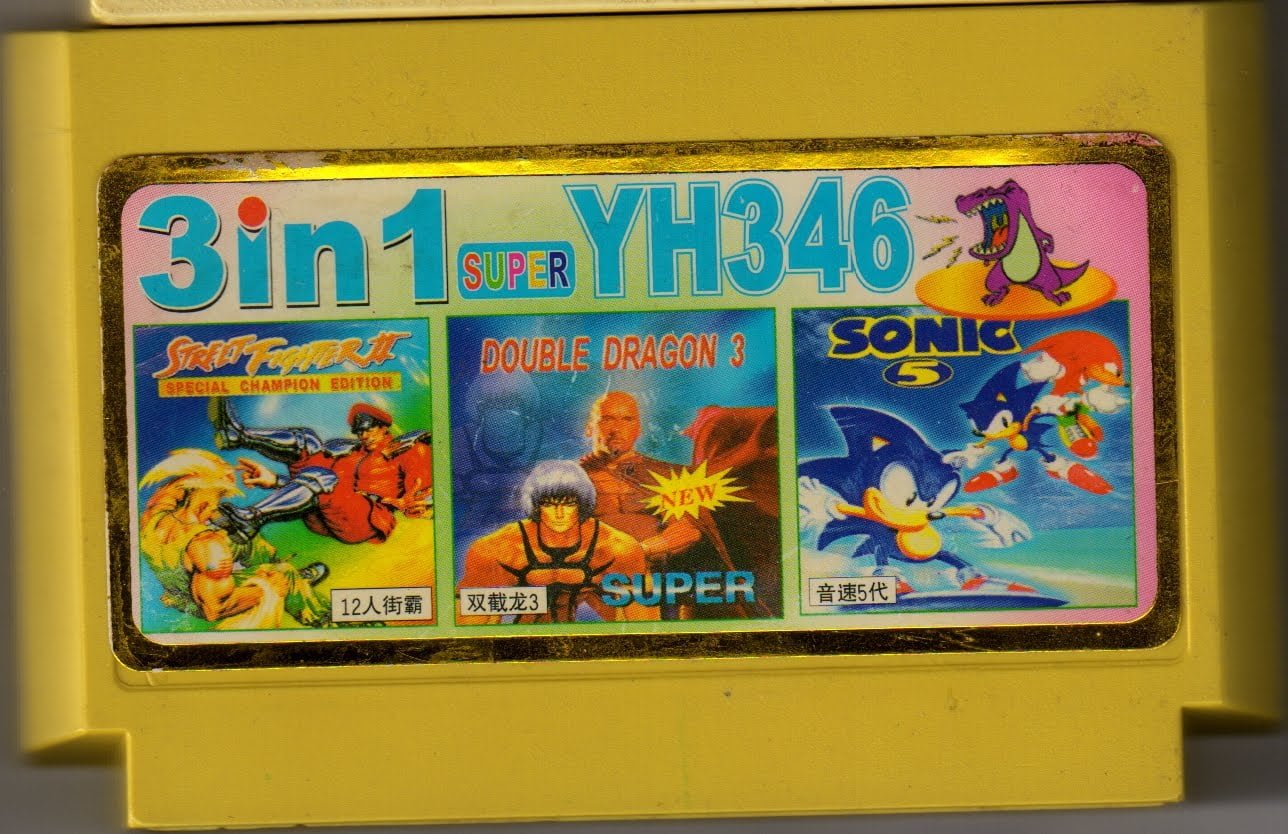 3in1 SUPER YH346
STREET FIGHTER II
SPECIAL CHAMPION EDITION
12人街霸
DOUBLE DRAGON 3
NEW
SUPER
双截龙3
SONIC
5
音速5代